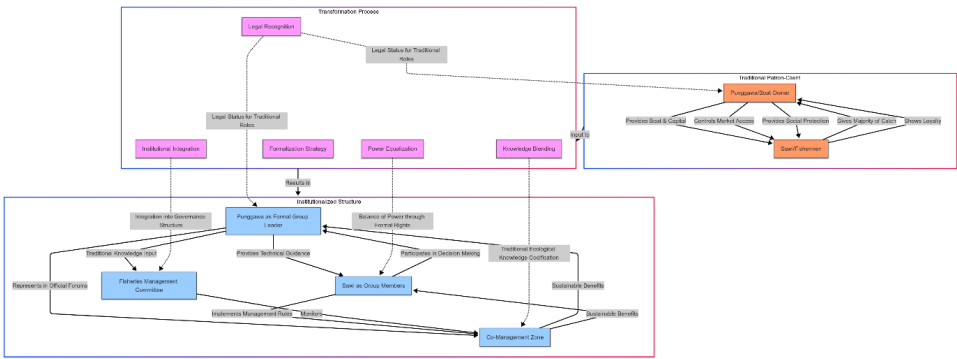 Transformation Process
Legal Recognition
Legal Status for Traditional
Roles
Traditional Patron-Client
Punggawa/Boat Owner
Legal Status for Traditional
Roles
Provides Boat & Capital
Controls Market Access
Provides Social Protection
Gives Majority of Catch
Shows Loyalty
Input to
Institutional Integration
Formalization Strategy
Power Equalization
Knowledge Blending
Sawi/Fishermen
Results in
Institutionalized Structure
Integration into Governance
Structure
Punggawa as Formal Group
Leader
Balance of Power through
Formal Rights
Traditional Knowledge Input
Provides Technical Guidance
Participates in Decision Making
Traditional Ecological
Knowledge Codification
Represents in Official Forums
Fisheries Management
Committee
Sawi as Group Members
Sustainable Benefits
Implements Management Rules
Monitors
Sustainable Benefits
Co-Management Zone